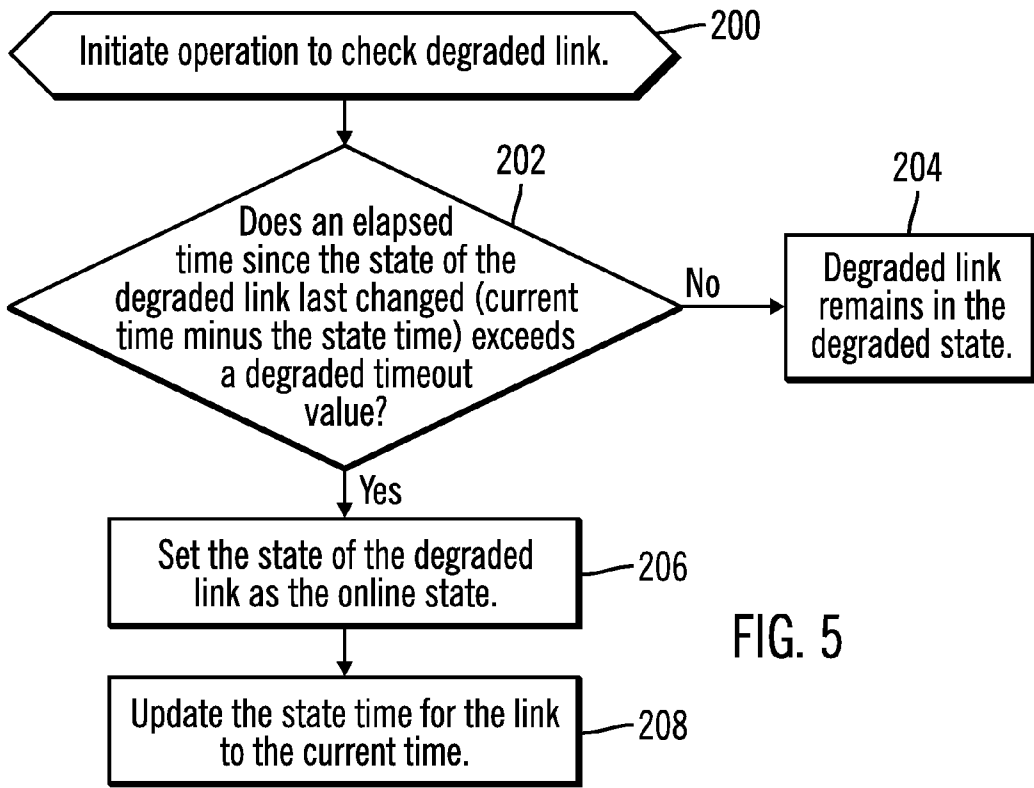 Initiate operation to check degraded link.
200
202
Does an elapsed
time since the state of the
degraded link last changed (current
time minus the state time) exceeds
a degraded timeout
value?
No
204
Degraded link
remains in the
degraded state.
Yes
Set the state of the degraded
link as the online state.
206
FIG. 5
Update the state time for the link
to the current time.
208